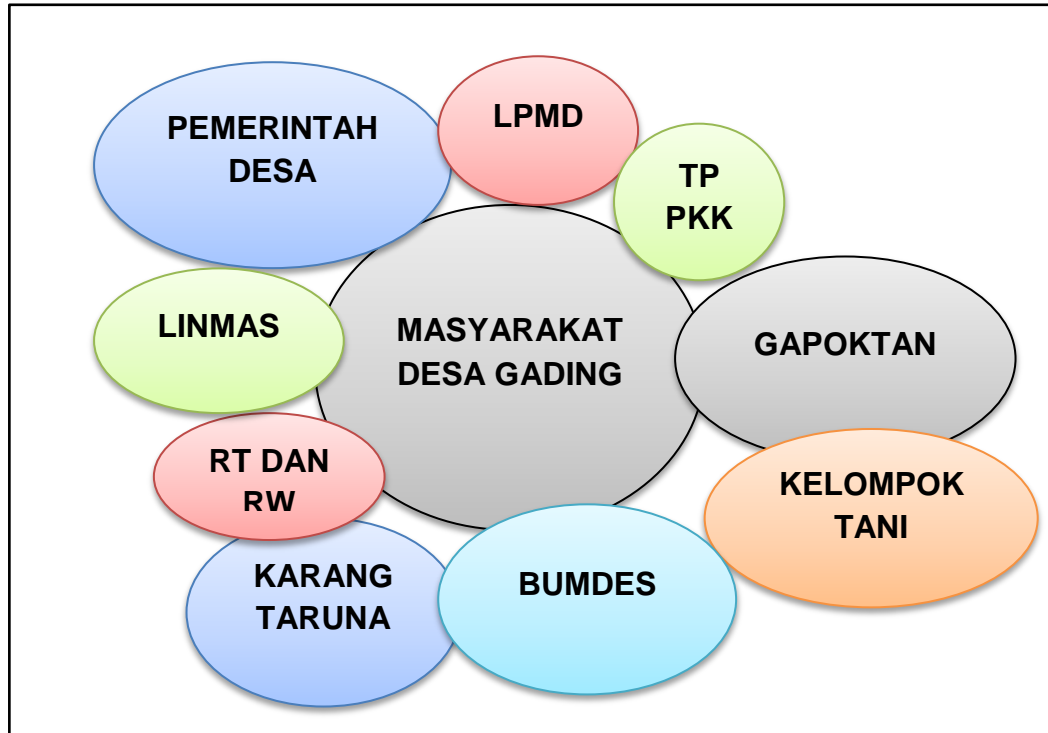 PEMERINTAH
DESA
LPMD
TP
PKK
LINMAS
MASYARAKAT
DESA GADING
GAPOKTAN
RT DAN
RW
KELOMPOK
TANI
KARANG
TARUNA
BUMDES